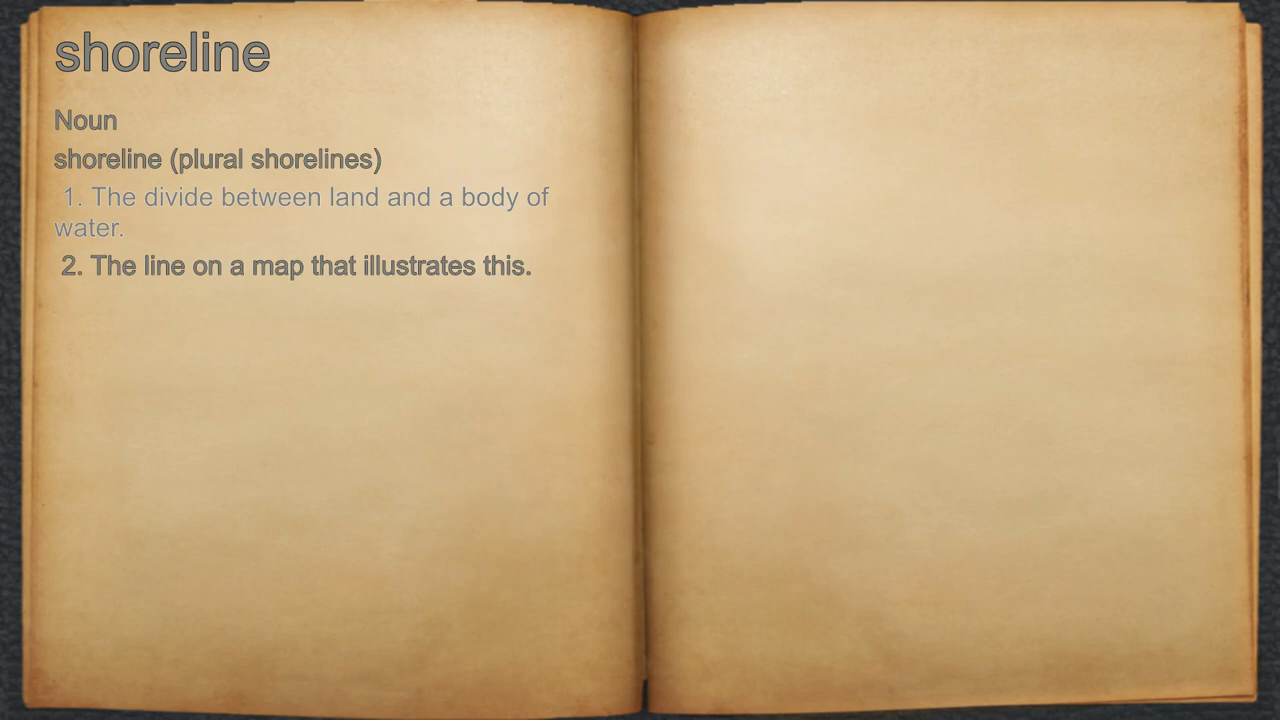 shoreline
Noun
shoreline (plural shorelines)
1. The divide between land and a body of
water.
2. The line on a map that illustrates this.